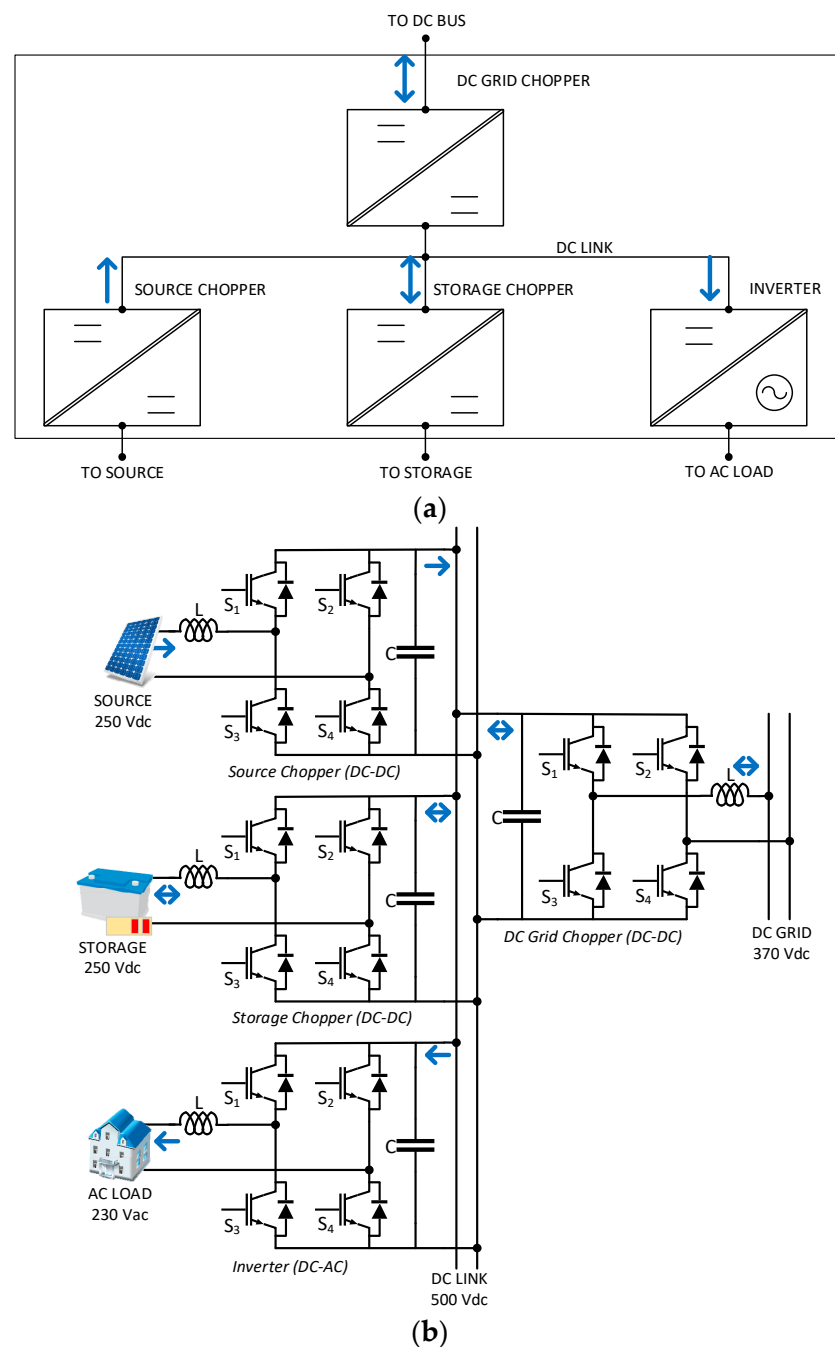 TO DC BUS
DC GRID CHOPPER
DC LINK
SOURCE CHOPPER
STORAGE CHOPPER
INVERTER
TO SOURCE
TO STORAGE
TO AC LOAD
(a)
L
S1
S2
C
SOURCE
250 Vdc
S3
S4
Source Chopper (DC-DC)
L
S1
S2
C
STORAGE
250 Vdc
S3
S4
Storage Chopper (DC-DC)
S1
S2
L
C
S3
S4
DC Grid Chopper (DC-DC)
DC GRID
370 Vdc
L
S1
S2
C
AC LOAD
230 Vac
S3
S4
Inverter (DC-AC)
DC LINK
500 Vdc
(b)